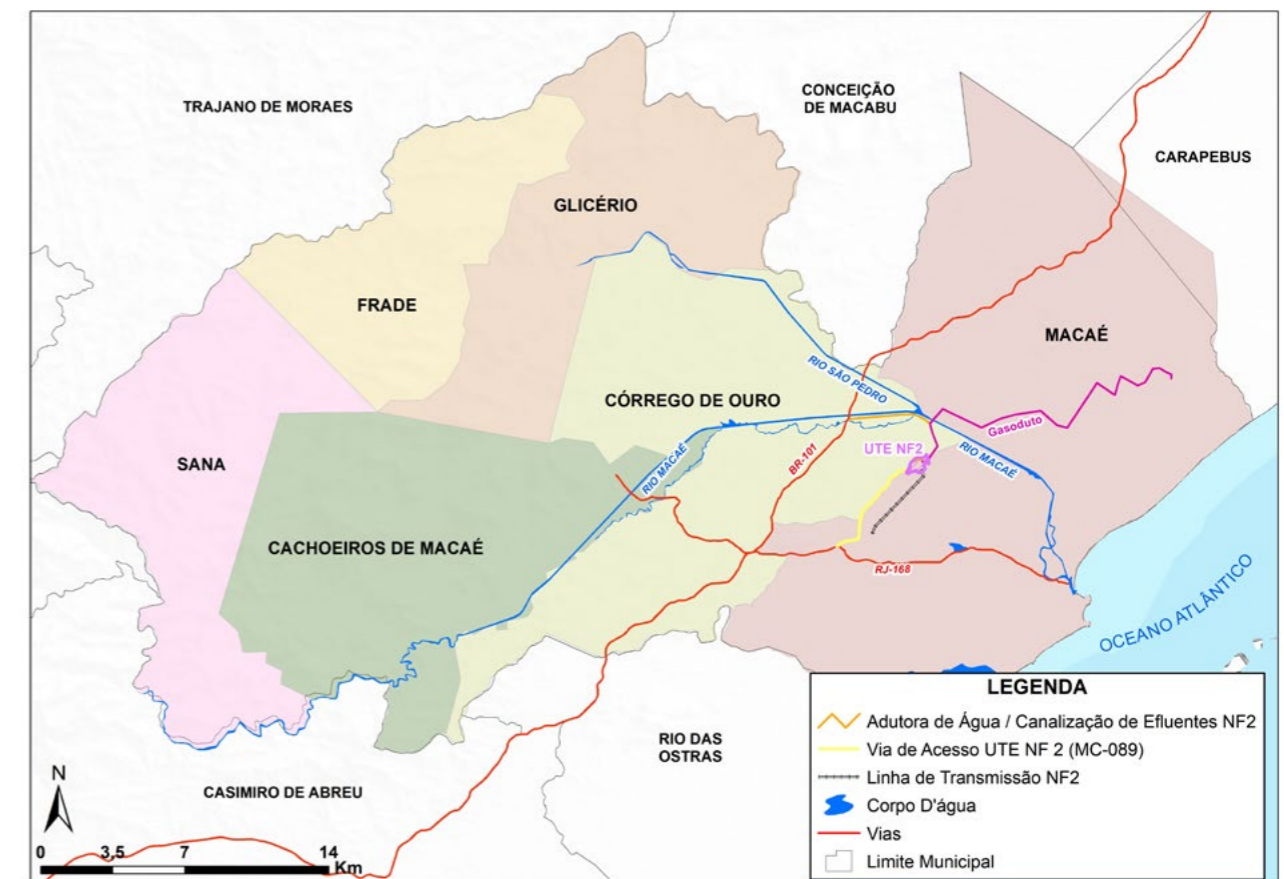 TRAJANO DE MORAES
CONCEIÇÃO
DE MACABU
CARAPEBUS
GLICÉRIO
FRADE
MACAÉ
RIO SÃO PEDRO
CÓRREGO DE OURO
Gasoduto
UTE NF2
RIO MACAÉ
SANA
RIO MACAÉ
BR-101
CACHOEIROS DE MACAÉ
RJ-168
OCEANO ATLÂNTICO
RIO DAS
OSTRAS
CASIMIRO DE ABREU
N
0 3,5 7 14
Km
LEGENDA
Adutora de Água / Canalização de Efluentes NF2
Via de Acesso UTE NF 2 (MC-089)
Linha de Transmissão NF2
Corpo D'água
Vias
Limite Municipal